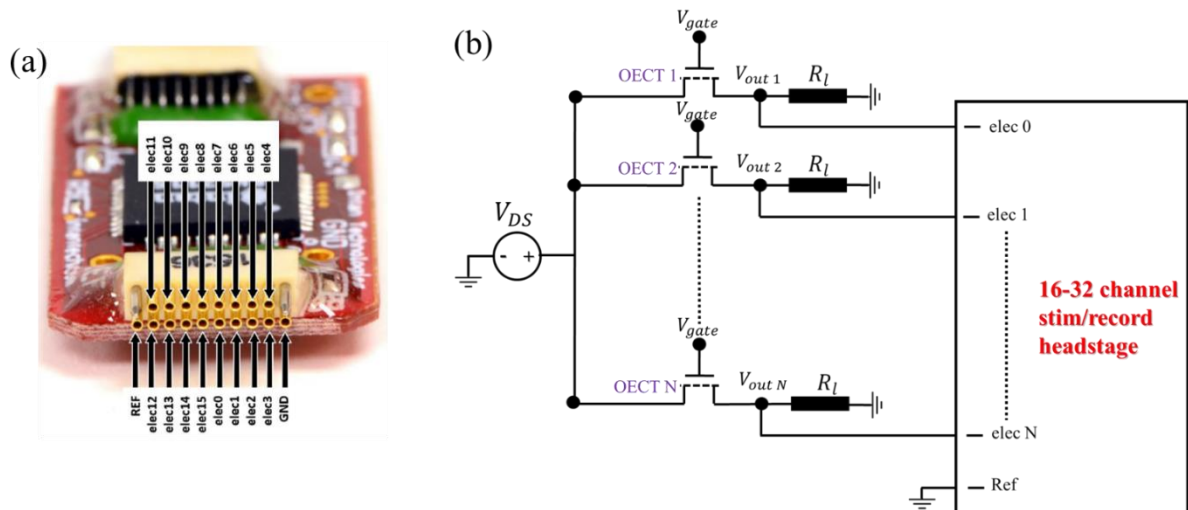 (a)
elec11
elec10
elec9
elec8
elec7
elec6
elec5
elec4
GND
REF
elec12
elec13
elec14
elec15
elec0
elec1
elec2
elec3
GND
(b)
V_gate
OECT 1
V_out 1
R_l
elec 0
V_gate
OECT 2
V_out 2
R_l
elec 1
V_DS
- +
16-32 channel
stim/record
headstage
V_gate
OECT N
V_out N
R_l
elec N
Ref